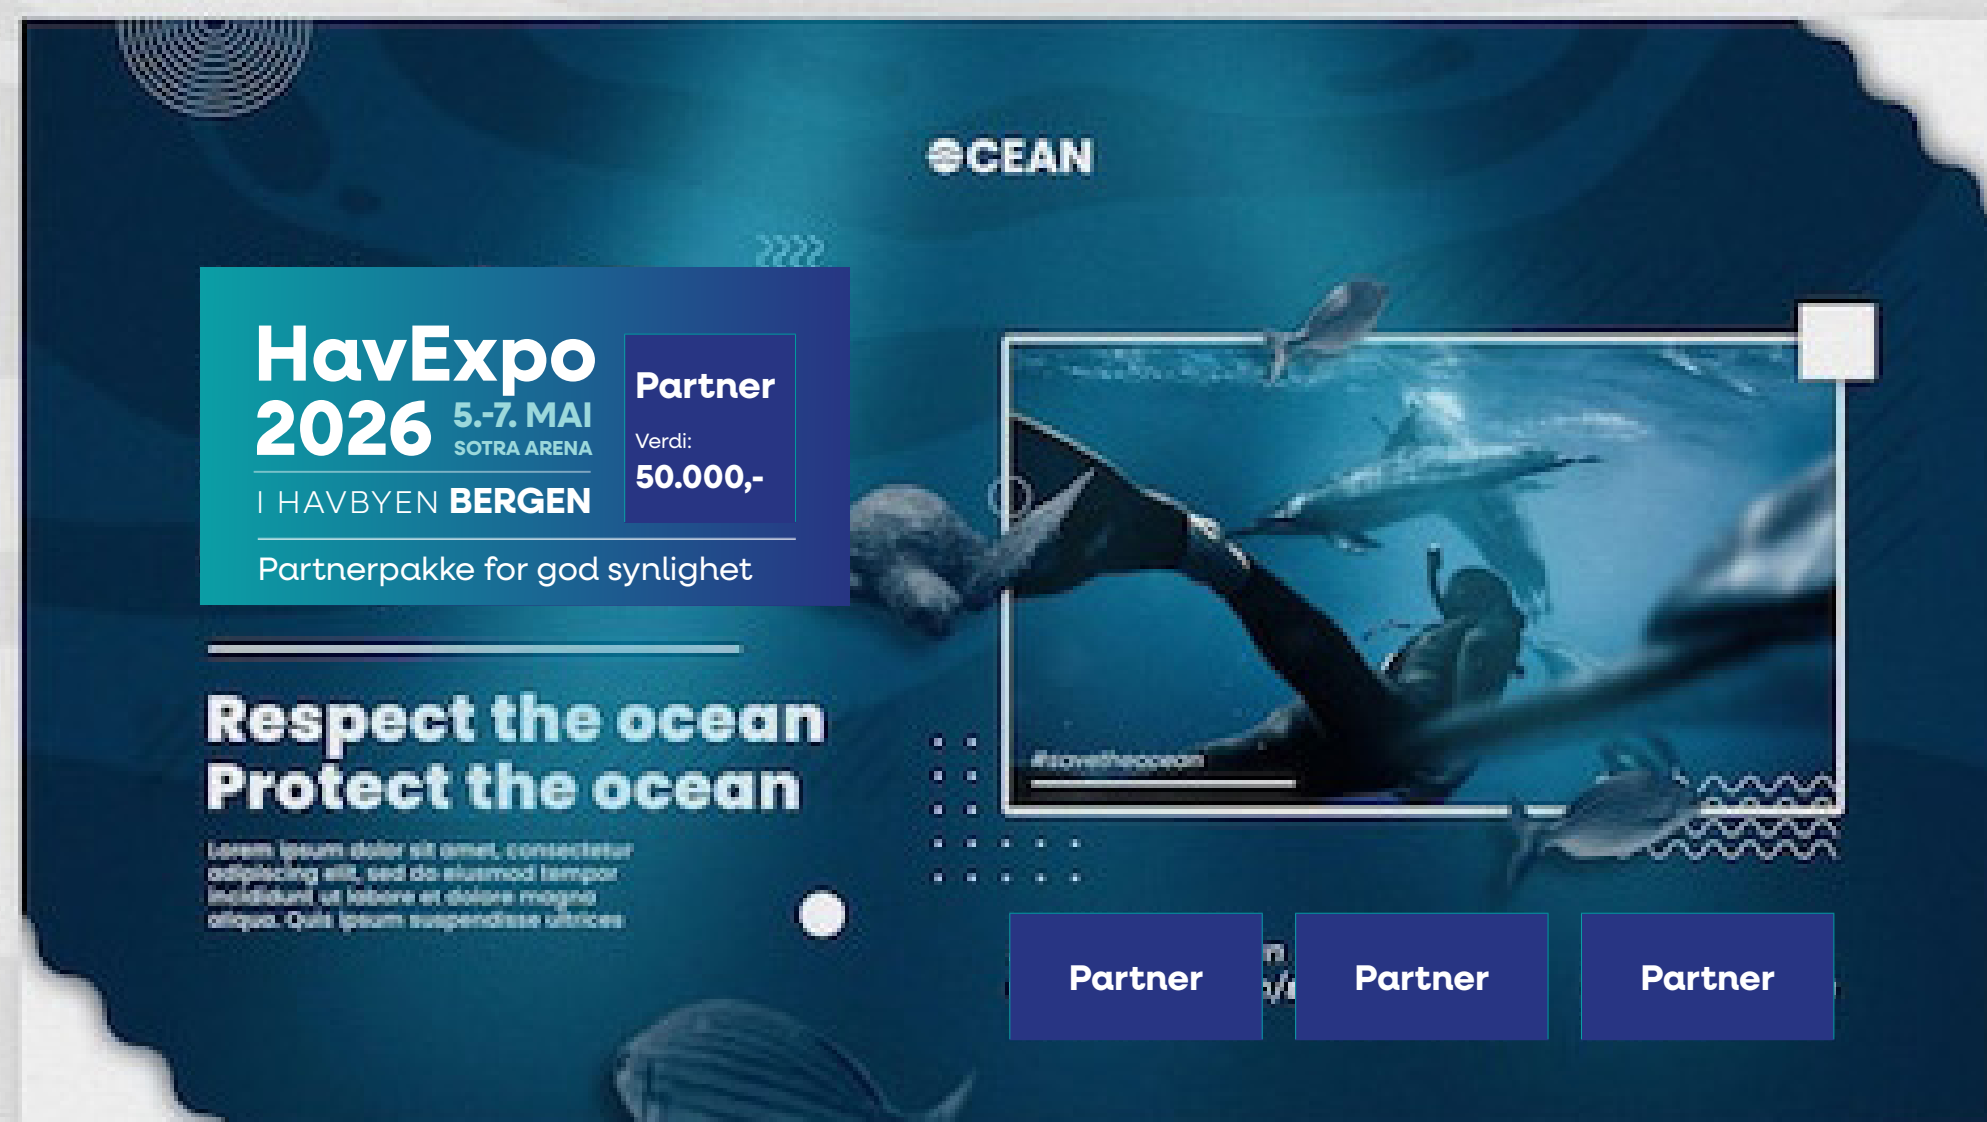 OCEAN
HavExpo
2026 5.-7. MAI
SOTRA ARENA
I HAVBYEN BERGEN
Partner
Verdi:
50.000,-
Partnerpakke for god synlighet
Respect the ocean
Protect the ocean
Lorem ipsum dolor sit amet, consectetur
adipiscing elit, sed do eiusmod tempor
incididunt ut labore et dolore magna
aliqua. Quis ipsum suspendisse ultrices
#savetheocean
Partner
Partner
Partner